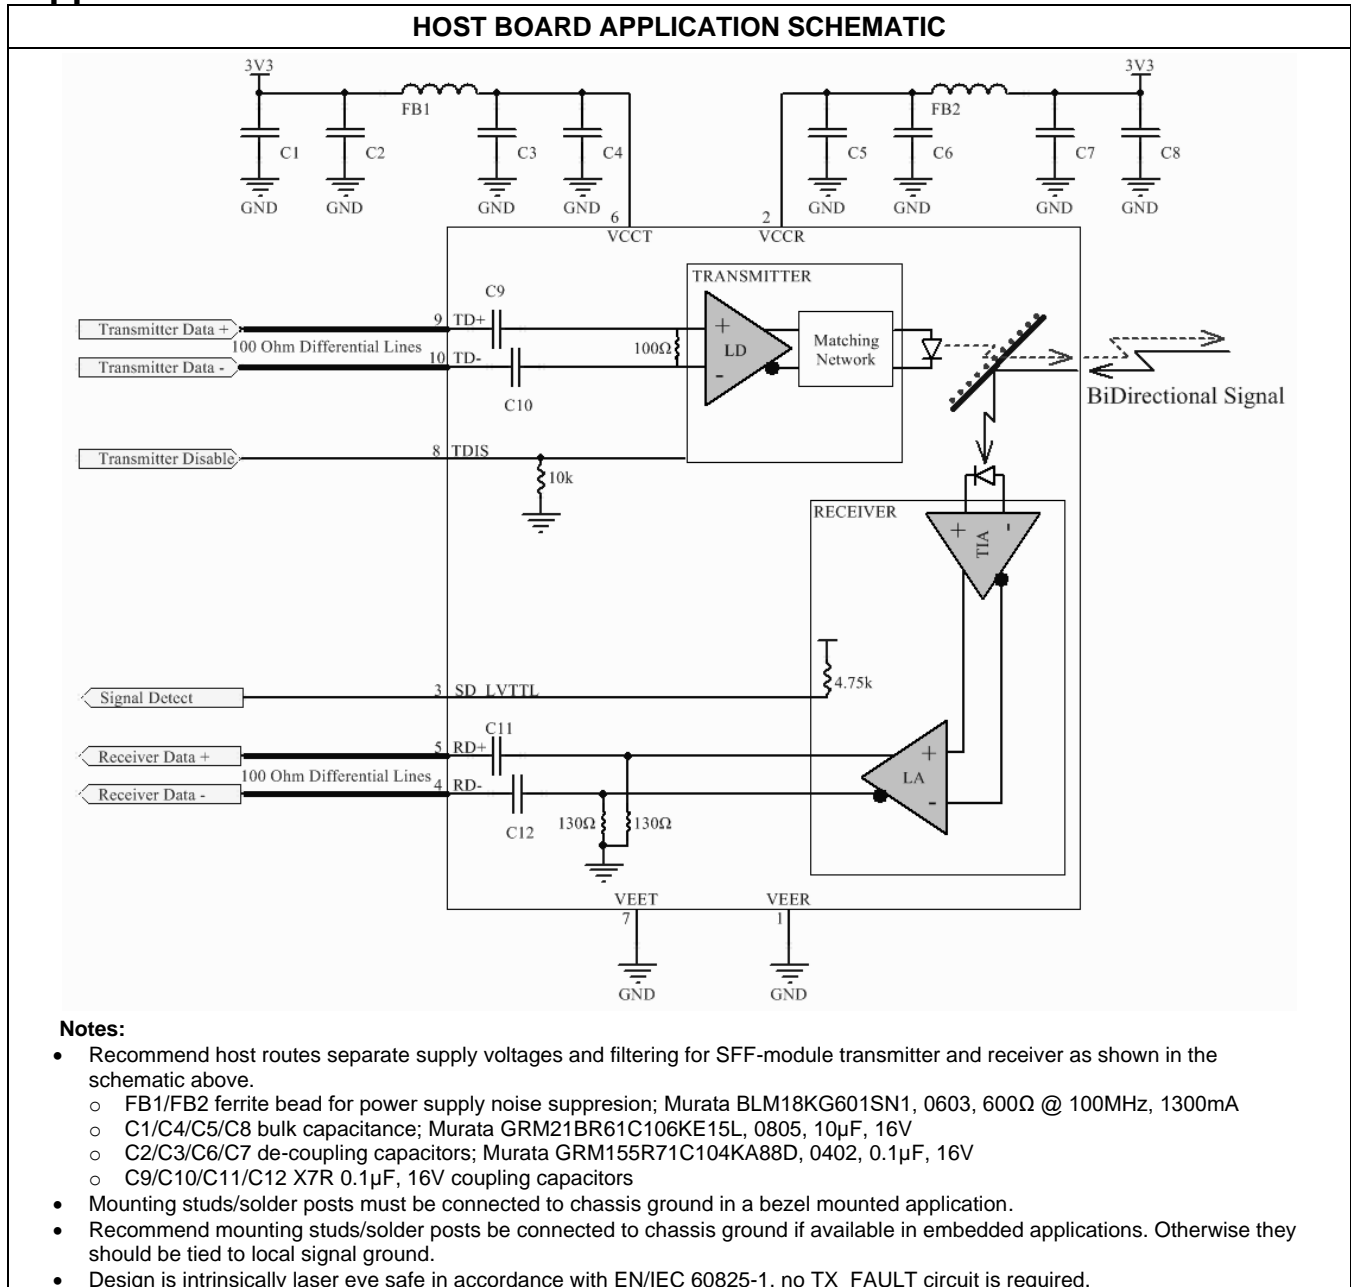 HOST BOARD APPLICATION SCHEMATIC
3V3
3V3
FB1
FB2
C1
C2
C3
C4
C5
C6
C7
C8
GND
GND
GND
GND
GND
GND
GND
GND
6
2
VCCT
VCCR
TRANSMITTER
C9
Transmitter Data +
9 TD+
+
100 Ohm Differential Lines
100Ω
LD
Matching
Network
Transmitter Data -
10 TD-
-
C10
BiDirectional Signal
Transmitter Disable
8 TDIS
10k
RECEIVER
+ -
TIA
4.75k
Signal Detect
3 SD_LVTTL
C11
Receiver Data +
5 RD+
+
100 Ohm Differential Lines
LA
Receiver Data -
4 RD-
-
C12
130Ω
130Ω
VEET
VEER
7
1
GND
GND
Notes:
• Recommend host routes separate supply voltages and filtering for SFF-module transmitter and receiver as shown in the
schematic above.
o FB1/FB2 ferrite bead for power supply noise suppresion; Murata BLM18KG601SN1, 0603, 600Ω @ 100MHz, 1300mA
o C1/C4/C5/C8 bulk capacitance; Murata GRM21BR61C106KE15L, 0805, 10µF, 16V
o C2/C3/C6/C7 de-coupling capacitors; Murata GRM155R71C104KA88D, 0402, 0.1µF, 16V
o C9/C10/C11/C12 X7R 0.1µF, 16V coupling capacitors
• Mounting studs/solder posts must be connected to chassis ground in a bezel mounted application.
• Recommend mounting studs/solder posts be connected to chassis ground if available in embedded applications. Otherwise they
should be tied to local signal ground.
• Design is intrinsically laser eye safe in accordance with EN/IEC 60825-1, no TX_FAULT circuit is required.